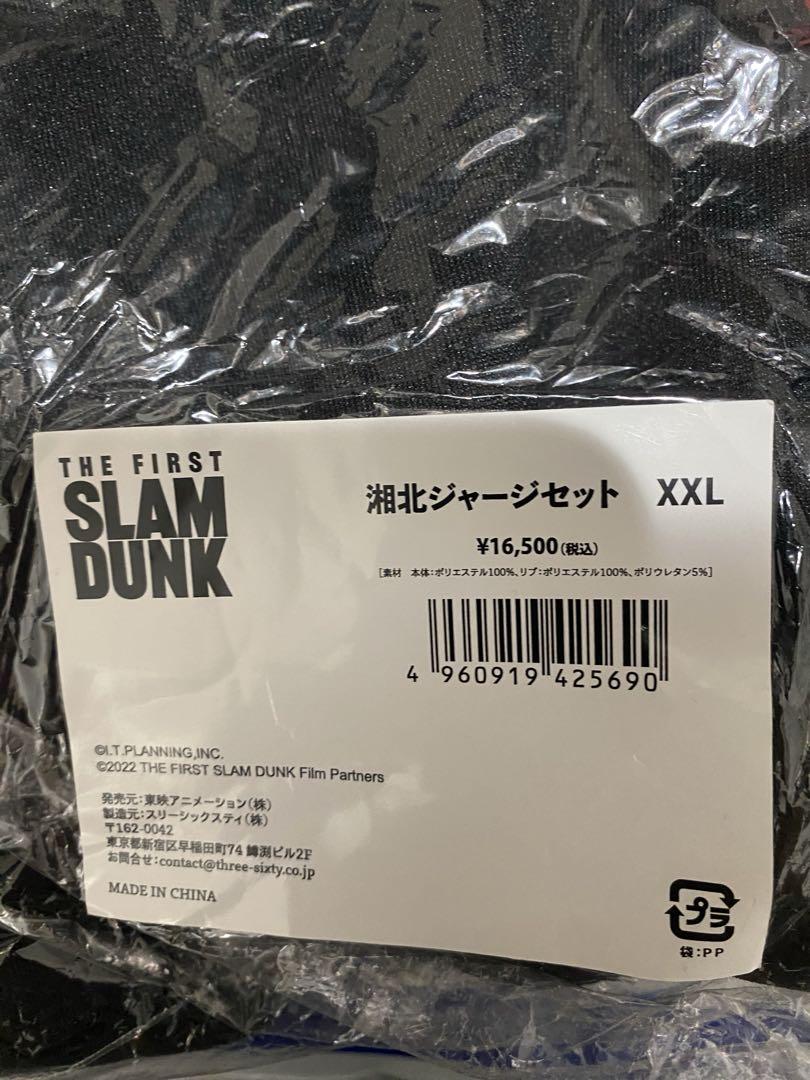 THE FIRST
SLAM
DUNK
湘北ジャージセット XXL
¥16,500(税込)
[素材 本体:ポリエステル100%、リブ:ポリエステル100%、ポリウレタン5%]
4 960919 425690
©I.T.PLANNING,INC.
©2022 THE FIRST SLAM DUNK Film Partners
発売元:東映アニメーション(株)
製造元:スリーシックスティ(株)
〒162-0042
東京都新宿区早稲田町74 鱒渕ビル2F
お問合せ:contact@three-sixty.co.jp
MADE IN CHINA
プラ
袋:PP